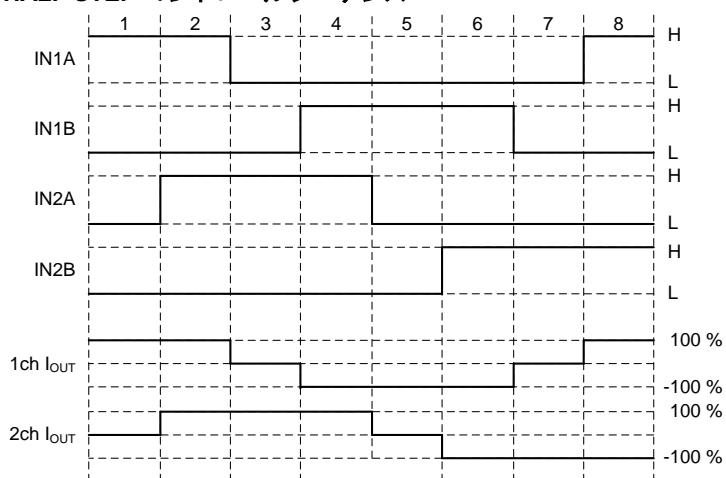 1 2 3 4 5 6 7 8
H
IN1A
L
H
IN1B
L
H
IN2A
L
H
IN2B
L
100 %
1ch IOUT
-100 %
100 %
2ch IOUT
-100 %